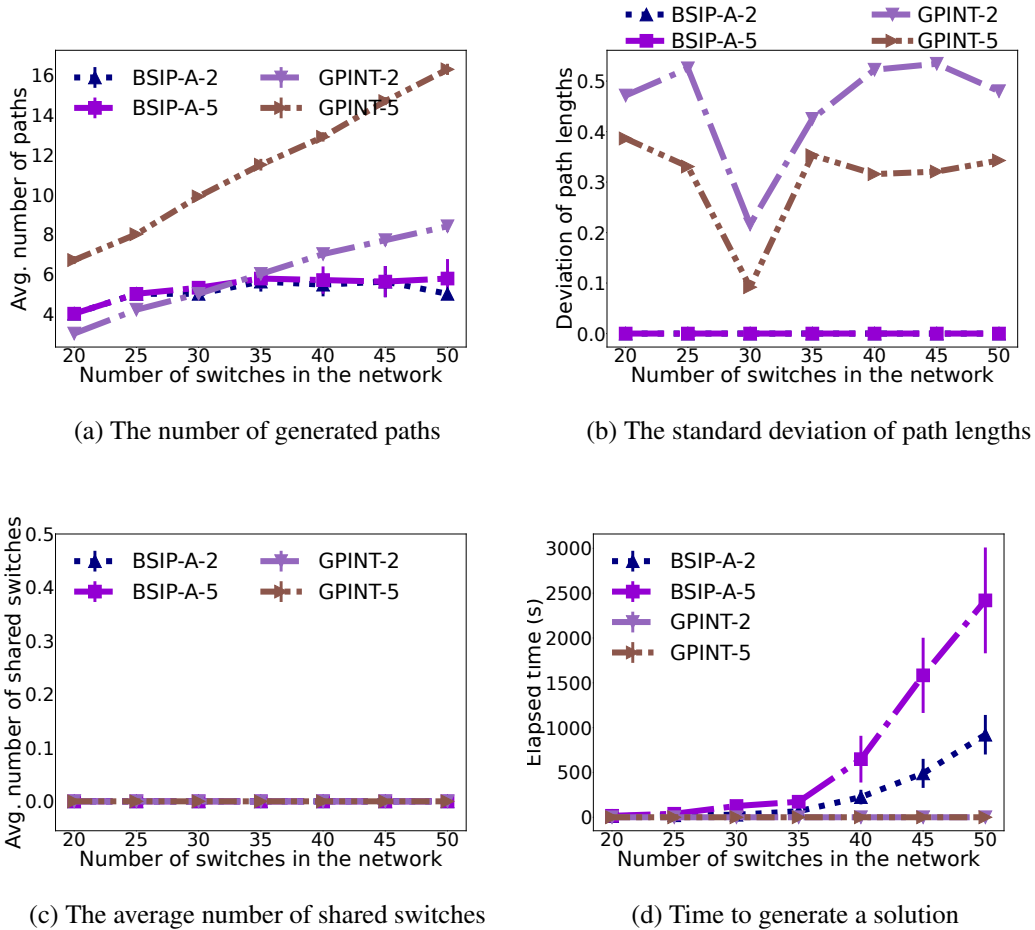 BSIP-A-2 GPINT-2
BSIP-A-5 GPINT-5
Avg. number of paths
16
14
12
10
8
6
4
20 25 30 35 40 45 50
Number of switches in the network
(a) The number of generated paths
BSIP-A-2 GPINT-2
BSIP-A-5 GPINT-5
Deviation of path lengths
0.5
0.4
0.3
0.2
0.1
0.0
20 25 30 35 40 45 50
Number of switches in the network
(b) The standard deviation of path lengths
Avg. number of shared switches
0.5
0.4
0.3
0.2
0.1
0.0
BSIP-A-2 GPINT-2
BSIP-A-5 GPINT-5
20 25 30 35 40 45 50
Number of switches in the network
(c) The average number of shared switches
Elapsed time (s)
3000
2500
2000
1500
1000
500
0
BSIP-A-2
BSIP-A-5
GPINT-2
GPINT-5
20 25 30 35 40 45 50
Number of switches in the network
(d) Time to generate a solution